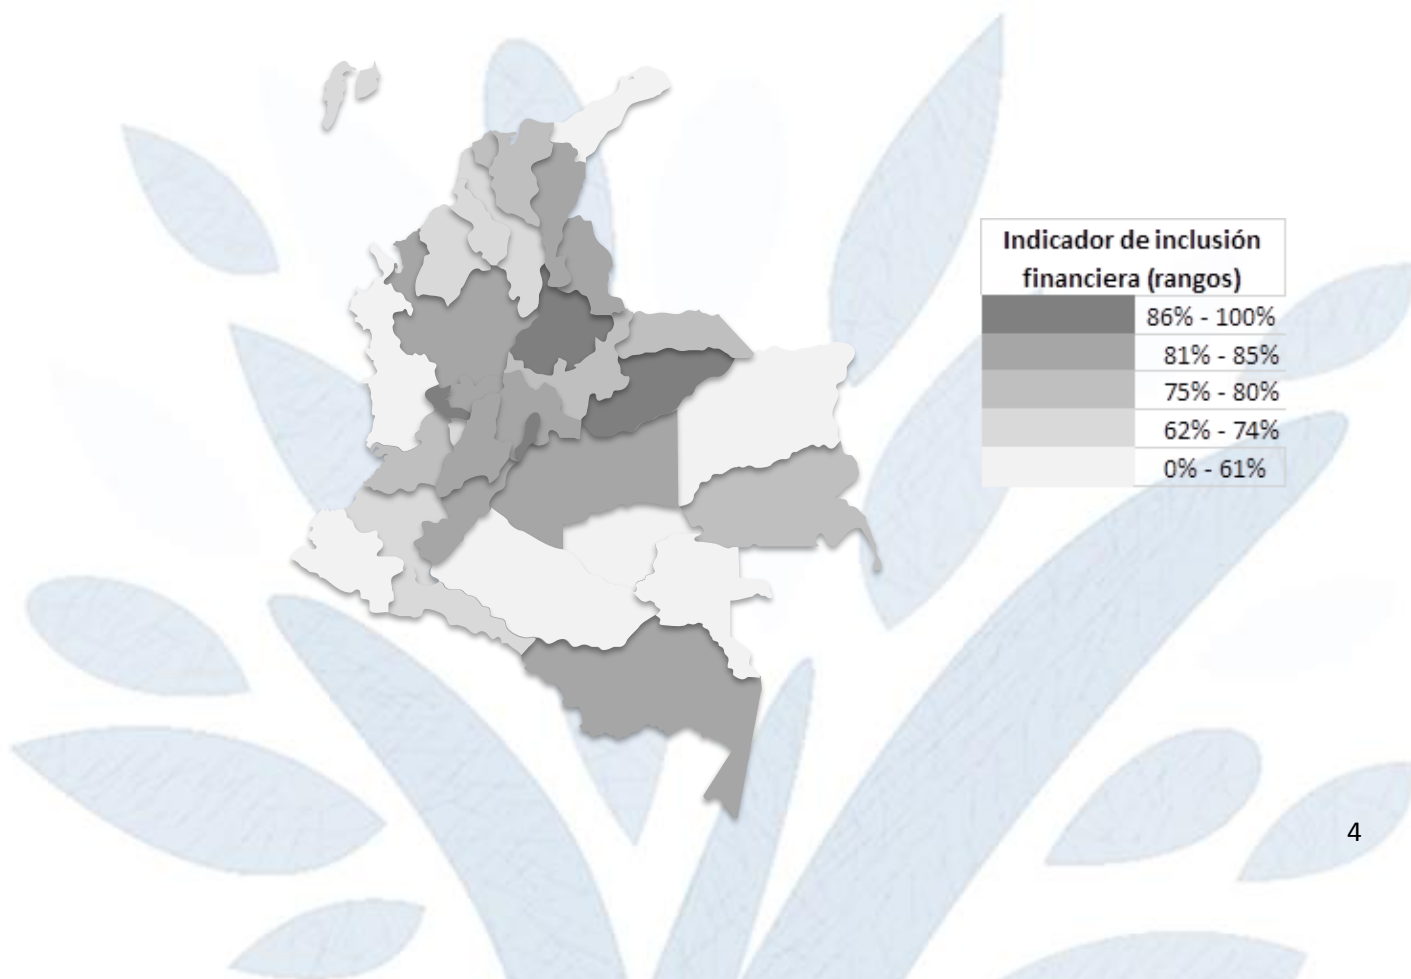 Indicador de inclusión
financiera (rangos)
86% - 100%
81% - 85%
75% - 80%
62% - 74%
0% - 61%
4